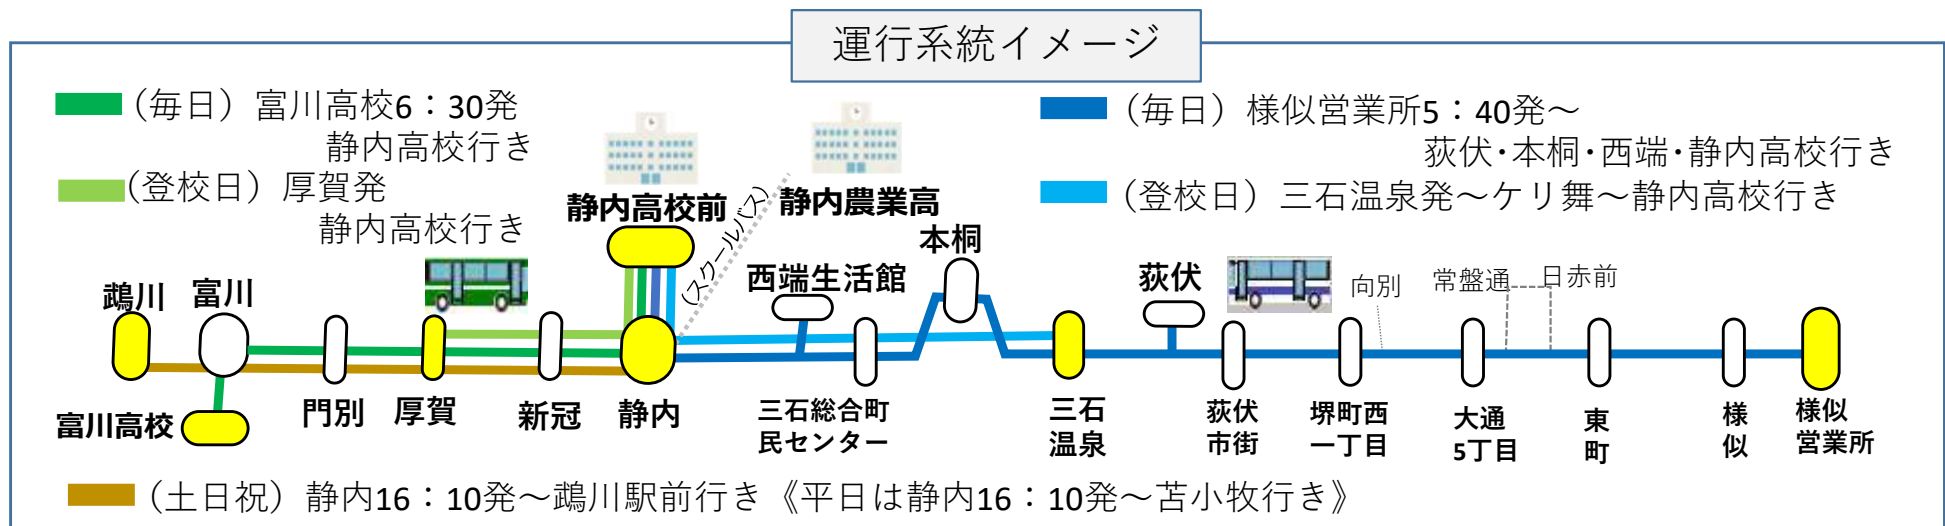 運行系統イメージ
（毎日）富川高校6：30発
静内高校行き
（登校日）厚賀発
静内高校行き
（毎日）様似営業所5：40発～
荻伏･本桐･西端･静内高校行き
（登校日）三石温泉発～ケリ舞～静内高校行き
静内高校前
静内農業高
（スクールバス）
鵡川
富川
西端生活館
本桐
荻伏
向別
常盤通
日赤前
富川高校
門別
厚賀
新冠
静内
三石総合町
民センター
三石
温泉
荻伏
市街
堺町西
一丁目
大通
5丁目
東
町
様
似
様似
営業所
（土日祝）静内16：10発～鵡川駅前行き《平日は静内16：10発～苫小牧行き》